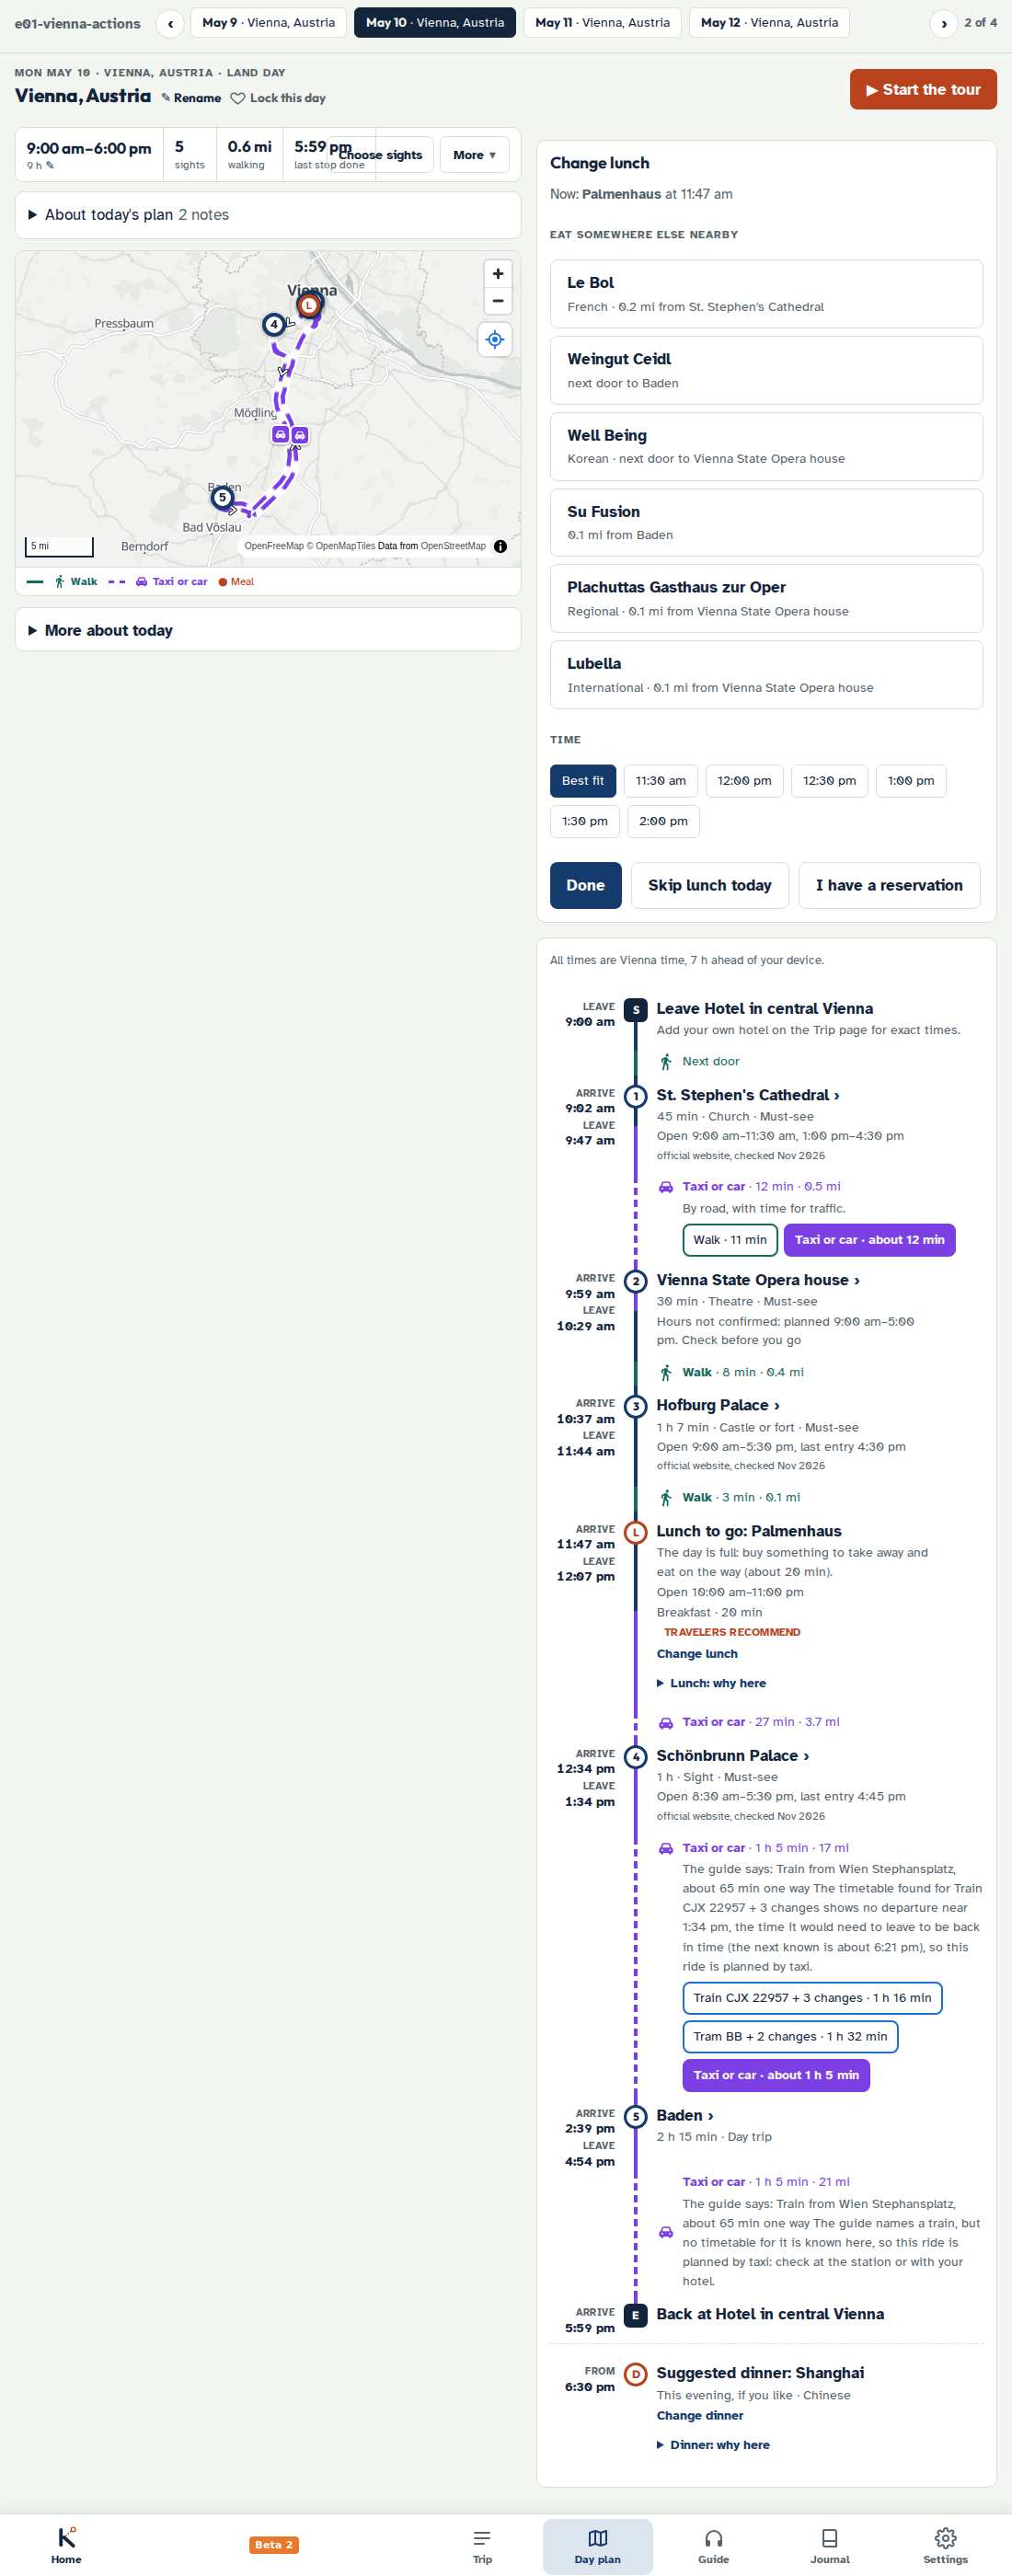 e01-vienna-actions
‹
May 9 · Vienna, Austria
May 10 · Vienna, Austria
May 11 · Vienna, Austria
May 12 · Vienna, Austria
›
2 of 4
MON MAY 10 · VIENNA, AUSTRIA · LAND DAY
Vienna, Austria
✎ Rename
Lock this day
▶ Start the tour
9:00 am–6:00 pm
9 h ✎
5
sights
0.6 mi
walking
5:59 pm
last stop done
Choose sights
More ▾
▶ About today's plan 2 notes
Vienna
Pressbaum
Mödling
Baden
Bad Vöslau
Berndorf
L
4
5
+
−
5 mi
OpenFreeMap © OpenMapTiles Data from OpenStreetMap
Walk
Taxi or car
Meal
▶ More about today
Change lunch
Now: Palmenhaus at 11:47 am
EAT SOMEWHERE ELSE NEARBY
Le Bol
French · 0.2 mi from St. Stephen's Cathedral
Weingut Ceidl
next door to Baden
Well Being
Korean · next door to Vienna State Opera house
Su Fusion
0.1 mi from Baden
Plachuttas Gasthaus zur Oper
Regional · 0.1 mi from Vienna State Opera house
Lubella
International · 0.1 mi from Vienna State Opera house
TIME
Best fit
11:30 am
12:00 pm
12:30 pm
1:00 pm
1:30 pm
2:00 pm
Done
Skip lunch today
I have a reservation
All times are Vienna time, 7 h ahead of your device.
LEAVE
9:00 am
S
Leave Hotel in central Vienna
Add your own hotel on the Trip page for exact times.
Next door
ARRIVE
9:02 am
LEAVE
9:47 am
1
St. Stephen's Cathedral ›
45 min · Church · Must-see
Open 9:00 am–11:30 am, 1:00 pm–4:30 pm
official website, checked Nov 2026
Taxi or car · 12 min · 0.5 mi
By road, with time for traffic.
Walk · 11 min
Taxi or car · about 12 min
ARRIVE
9:59 am
LEAVE
10:29 am
2
Vienna State Opera house ›
30 min · Theatre · Must-see
Hours not confirmed: planned 9:00 am–5:00
pm. Check before you go
Walk · 8 min · 0.4 mi
ARRIVE
10:37 am
LEAVE
11:44 am
3
Hofburg Palace ›
1 h 7 min · Castle or fort · Must-see
Open 9:00 am–5:30 pm, last entry 4:30 pm
official website, checked Nov 2026
Walk · 3 min · 0.1 mi
ARRIVE
11:47 am
LEAVE
12:07 pm
L
Lunch to go: Palmenhaus
The day is full: buy something to take away and
eat on the way (about 20 min).
Open 10:00 am–11:00 pm
Breakfast · 20 min
TRAVELERS RECOMMEND
Change lunch
▶ Lunch: why here
Taxi or car · 27 min · 3.7 mi
ARRIVE
12:34 pm
LEAVE
1:34 pm
4
Schönbrunn Palace ›
1 h · Sight · Must-see
Open 8:30 am–5:30 pm, last entry 4:45 pm
official website, checked Nov 2026
Taxi or car · 1 h 5 min · 17 mi
The guide says: Train from Wien Stephansplatz,
about 65 min one way The timetable found for Train
CJX 22957 + 3 changes shows no departure near
1:34 pm, the time it would need to leave to be back
in time (the next known is about 6:21 pm), so this
ride is planned by taxi.
Train CJX 22957 + 3 changes · 1 h 16 min
Tram BB + 2 changes · 1 h 32 min
Taxi or car · about 1 h 5 min
ARRIVE
2:39 pm
LEAVE
4:54 pm
5
Baden ›
2 h 15 min · Day trip
Taxi or car · 1 h 5 min · 21 mi
The guide says: Train from Wien Stephansplatz,
about 65 min one way The guide names a train, but
no timetable for it is known here, so this ride is
planned by taxi: check at the station or with your
hotel.
ARRIVE
5:59 pm
E
Back at Hotel in central Vienna
FROM
6:30 pm
D
Suggested dinner: Shanghai
This evening, if you like · Chinese
Change dinner
▶ Dinner: why here
Home
Beta 2
Trip
Day plan
Guide
Journal
Settings